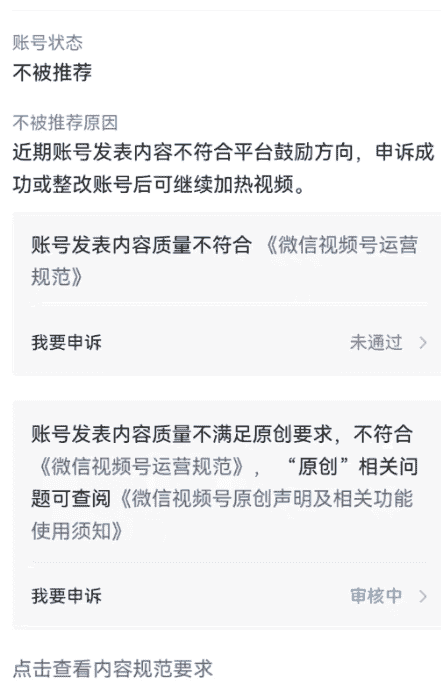 账号状态
不被推荐
不被推荐原因
近期账号发表内容不符合平台鼓励方向，申诉成
功或整改账号后可继续加热视频。
账号发表内容质量不符合《微信视频号运营
规范》
我要申诉 未通过 >
账号发表内容质量不满足原创要求，不符合
《微信视频号运营规范》，“原创”相关问
题可查阅《微信视频号原创声明及相关功能
使用须知》
我要申诉 审核中 >
点击查看内容规范要求